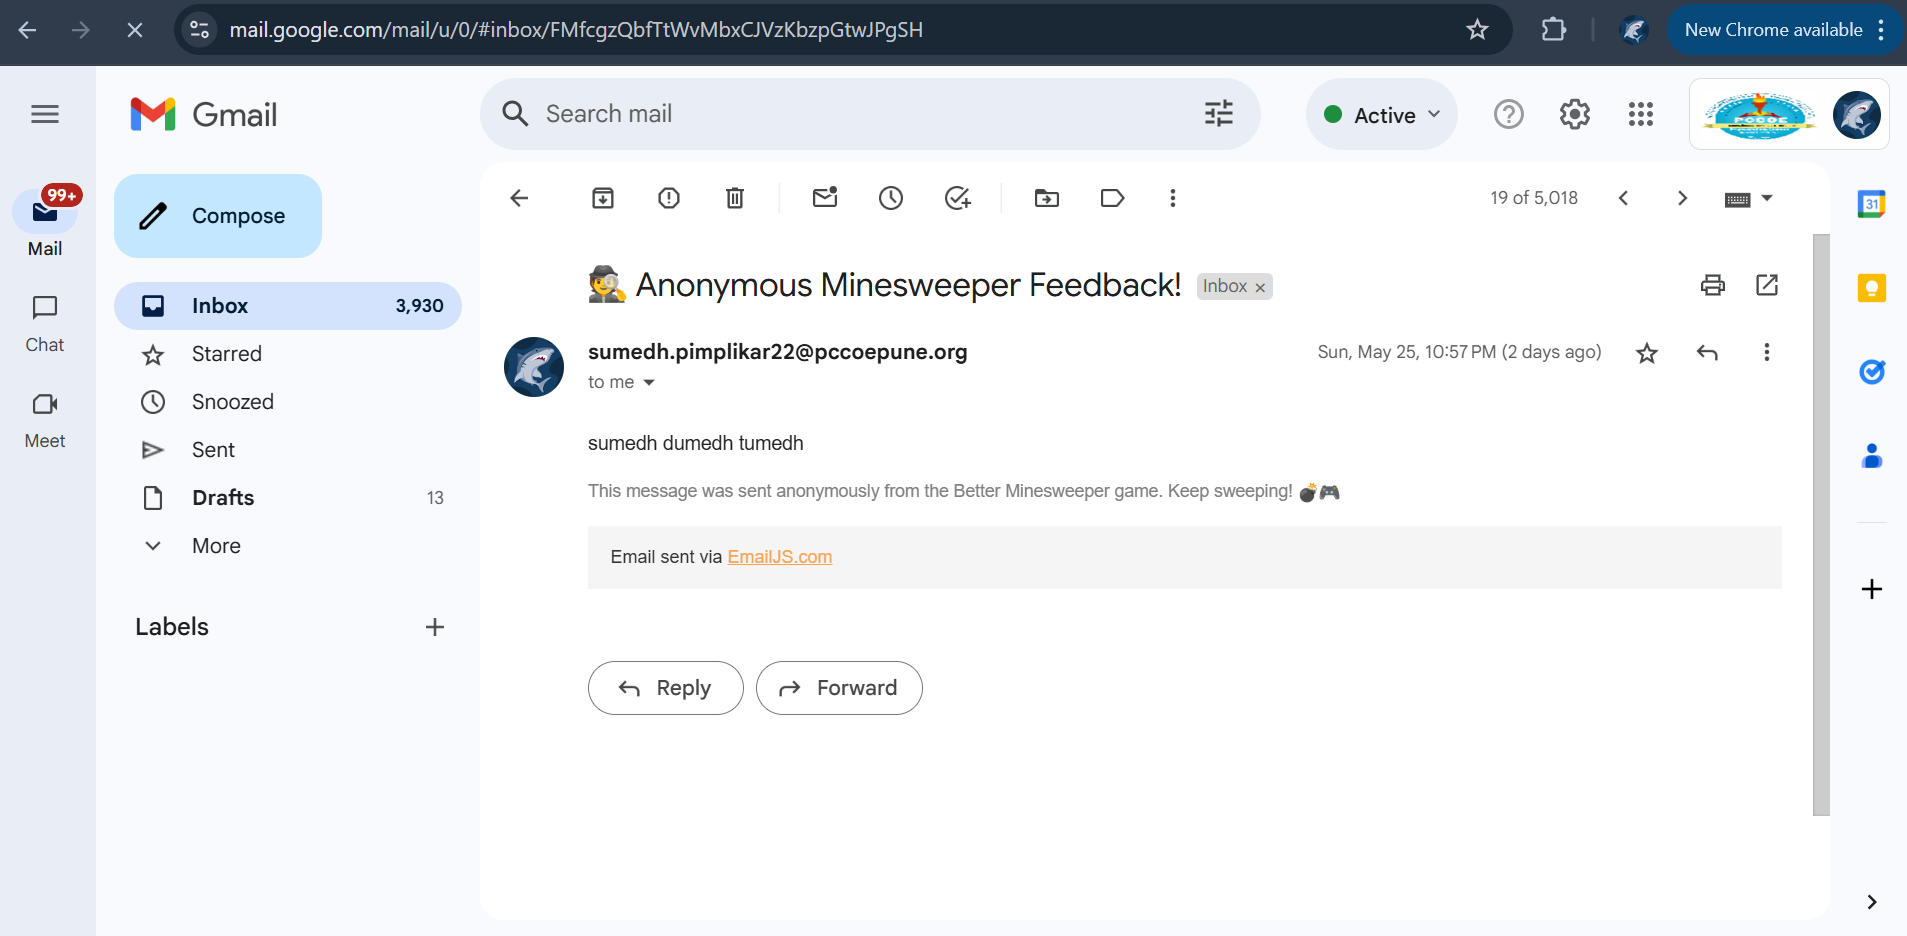 mail.google.com/mail/u/0/#inbox/FMfcgzQbfTtWvMbxCJVzKbzpGtwJPgSH
New Chrome available
Gmail
Search mail
Active
99+
Mail
Chat
Meet
Compose
Inbox 3,930
Starred
Snoozed
Sent
Drafts 13
More
Labels
19 of 5,018
31
Anonymous Minesweeper Feedback!
Inbox ×
sumedh.pimplikar22@pccoepune.org
Sun, May 25, 10:57 PM (2 days ago)
to me
sumedh dumedh tumedh
This message was sent anonymously from the Better Minesweeper game. Keep sweeping! 💣🎮
Email sent via EmailJS.com
Reply
Forward